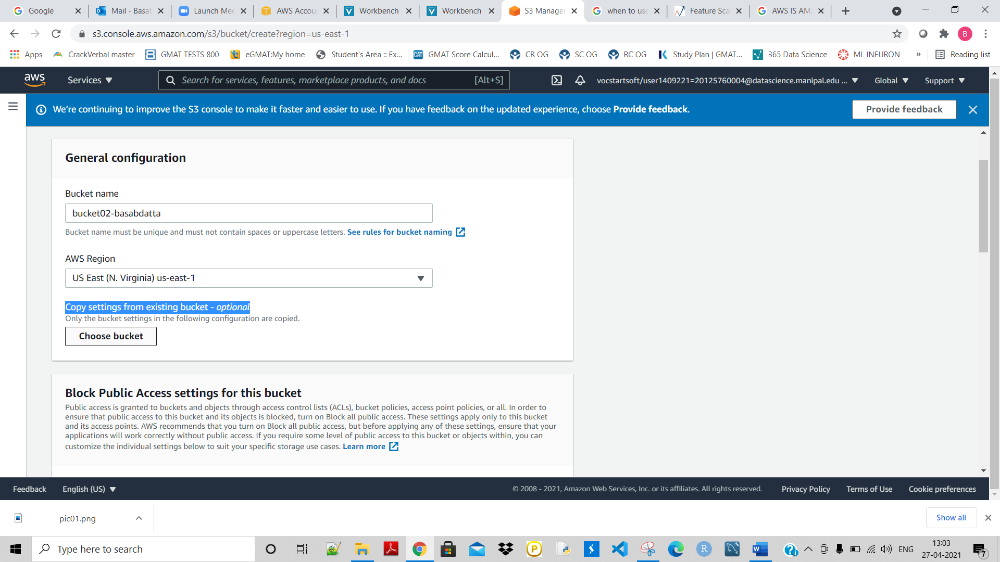 Google
Mail - Basab
Launch Mee
AWS Accou
Workbench
Workbench
S3 Manage
when to use
Feature Sca
AWS IS AMA
s3.console.aws.amazon.com/s3/bucket/create?region=us-east-1
B
Apps
CrackVerbal master
GMAT TESTS 800
eGMAT:My home
Student's Area :: Ex...
CAT
GMAT Score Calcul...
CR OG
SC OG
RC OG
Study Plan | GMAT...
365 Data Science
ML INEURON
»
Reading list
aws
Services
Search for services, features, marketplace products, and docs
[Alt+S]
vocstartsoft/user1409221=20125760004@datascience.manipal.edu ...
Global
Support
We're continuing to improve the S3 console to make it faster and easier to use. If you have feedback on the updated experience, choose Provide feedback.
Provide feedback
General configuration
Bucket name
bucket02-basabdatta
Bucket name must be unique and must not contain spaces or uppercase letters. See rules for bucket naming
AWS Region
US East (N. Virginia) us-east-1
Copy settings from existing bucket - optional
Only the bucket settings in the following configuration are copied.
Choose bucket
Block Public Access settings for this bucket
Public access is granted to buckets and objects through access control lists (ACLs), bucket policies, access point policies, or all. In order to
ensure that public access to this bucket and its objects is blocked, turn on Block all public access. These settings apply only to this bucket
and its access points. AWS recommends that you turn on Block all public access, but before applying any of these settings, ensure that your
applications will work correctly without public access. If you require some level of public access to this bucket or objects within, you can
customize the individual settings below to suit your specific storage use cases. Learn more
Feedback
English (US)
© 2008 - 2021, Amazon Web Services, Inc. or its affiliates. All rights reserved.
Privacy Policy
Terms of Use
Cookie preferences
pic01.png
Show all
Type here to search
ENG
13:03
27-04-2021
7